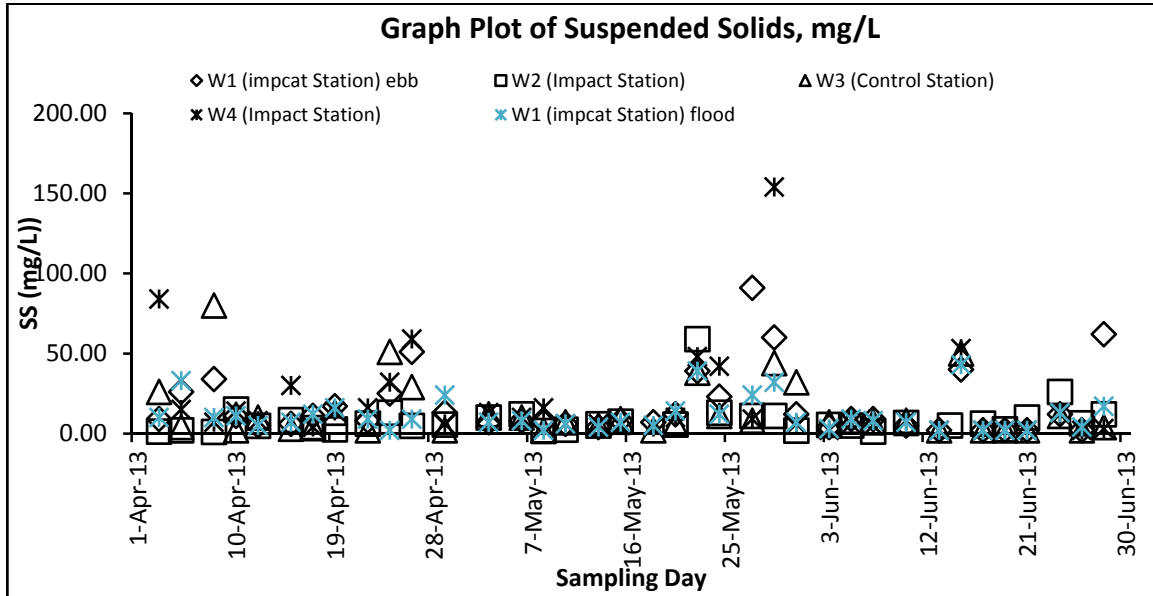 Graph Plot of Suspended Solids, mg/L
W1 (impcat Station) ebb
W2 (Impact Station)
W3 (Control Station)
W4 (Impact Station)
W1 (impcat Station) flood
SS (mg/L))
200.00
150.00
100.00
50.00
0.00
1-Apr-13
10-Apr-13
19-Apr-13
28-Apr-13
7-May-13
16-May-13
25-May-13
3-Jun-13
12-Jun-13
21-Jun-13
30-Jun-13
Sampling Day